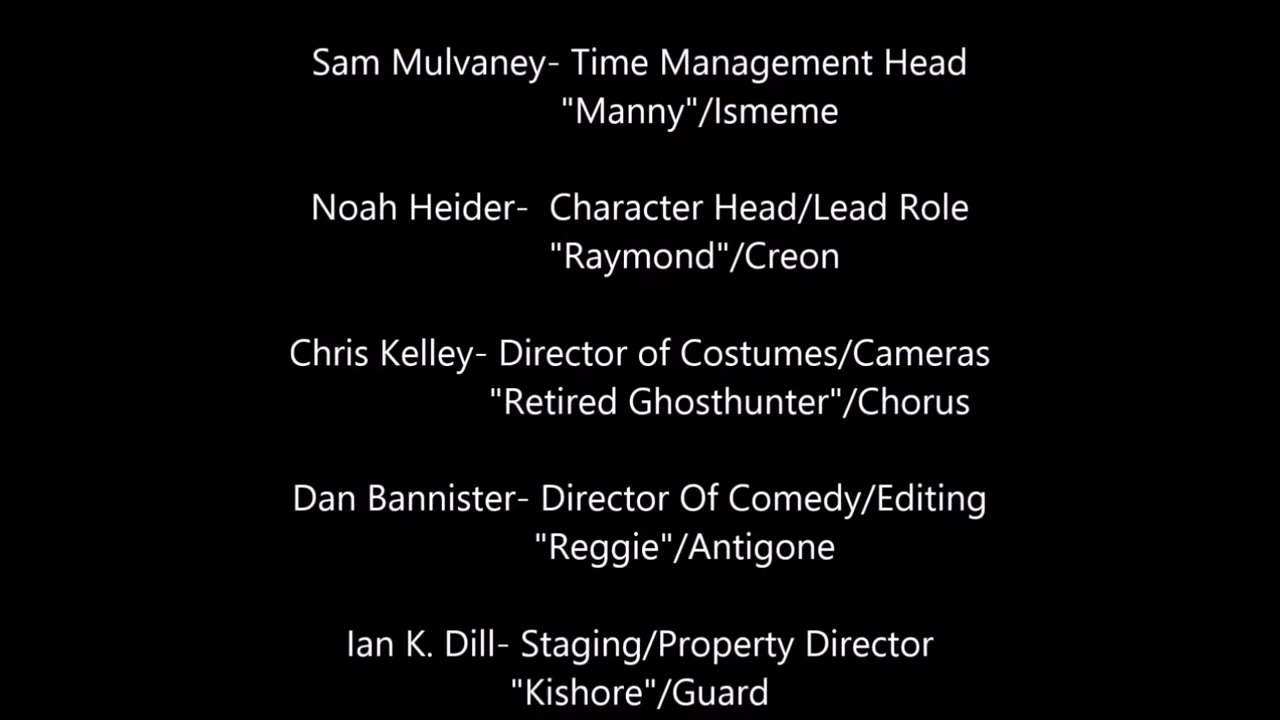 Sam Mulvaney- Time Management Head
"Manny"/Ismeme
Noah Heider-  Character Head/Lead Role
"Raymond"/Creon
Chris Kelley- Director of Costumes/Cameras
"Retired Ghosthunter"/Chorus
Dan Bannister- Director Of Comedy/Editing
"Reggie"/Antigone
Ian K. Dill- Staging/Property Director
"Kishore"/Guard